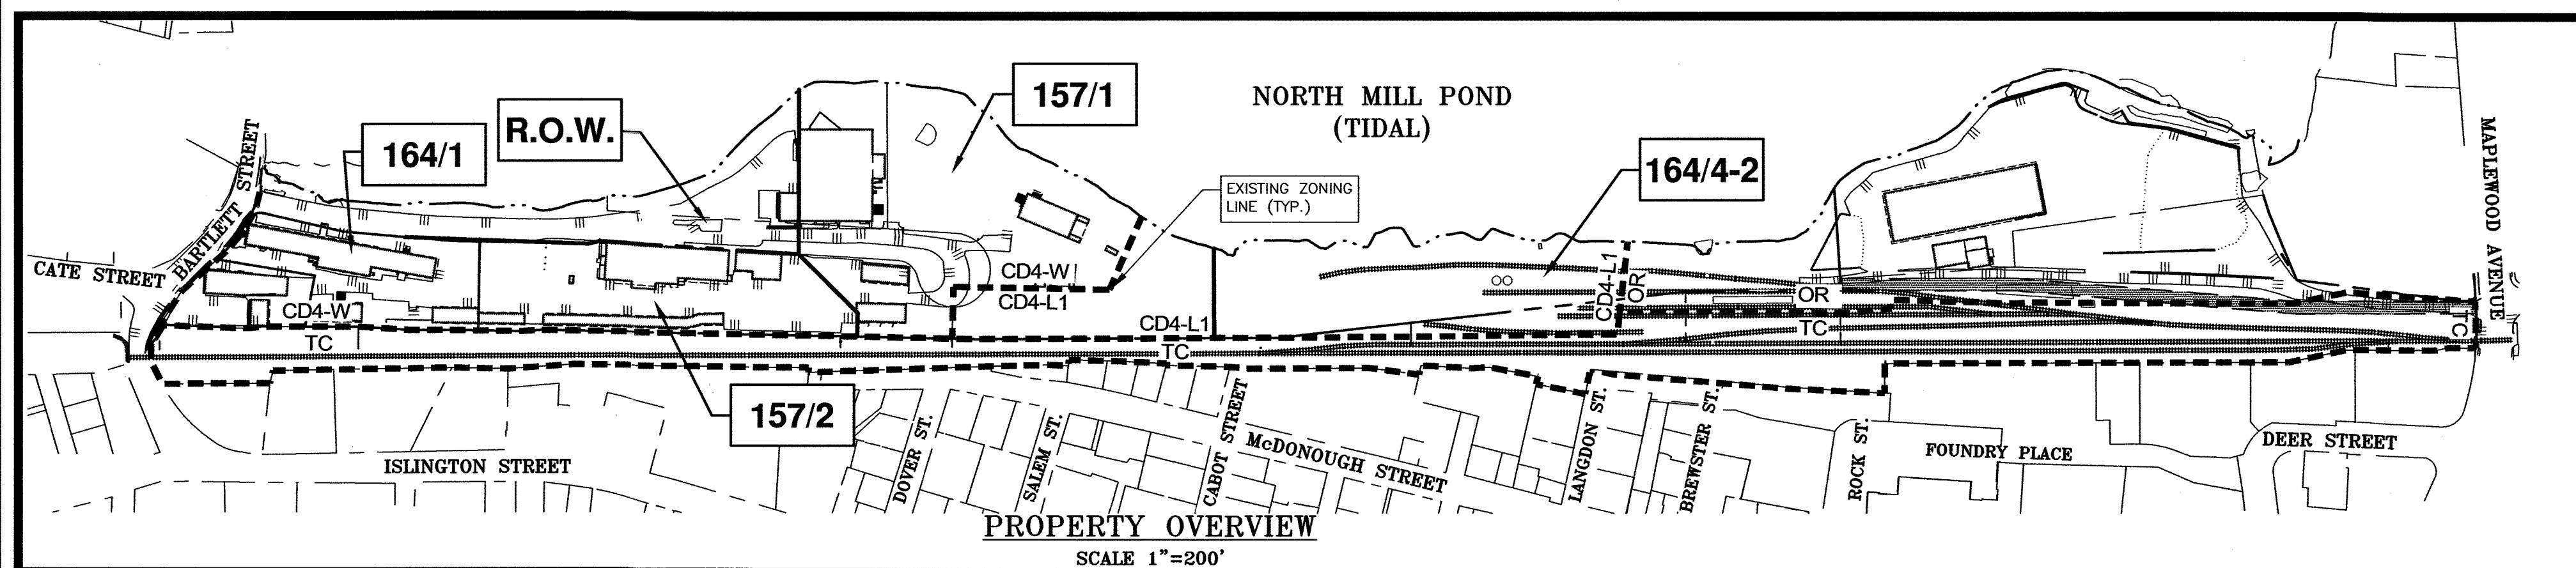 157/1
NORTH MILL POND
(TIDAL)
R.O.W.
164/1
164/4-2
EXISTING ZONING
LINE (TYP.)
STREET
BARTLETT
CATE STREET
MAPLEWOOD AVENUE
CD4-W
CD4-L1
CD4-L1
OR
OR
CD4-W
CD4-L1
TC
TC
TC
TC
157/2
ISLINGTON STREET
DOVER ST.
SALEM ST.
CABOT STREET
McDONOUGH STREET
LANGDON ST.
BREWSTER ST.
ROCK ST.
FOUNDRY PLACE
DEER STREET
PROPERTY OVERVIEW
SCALE 1"=200'